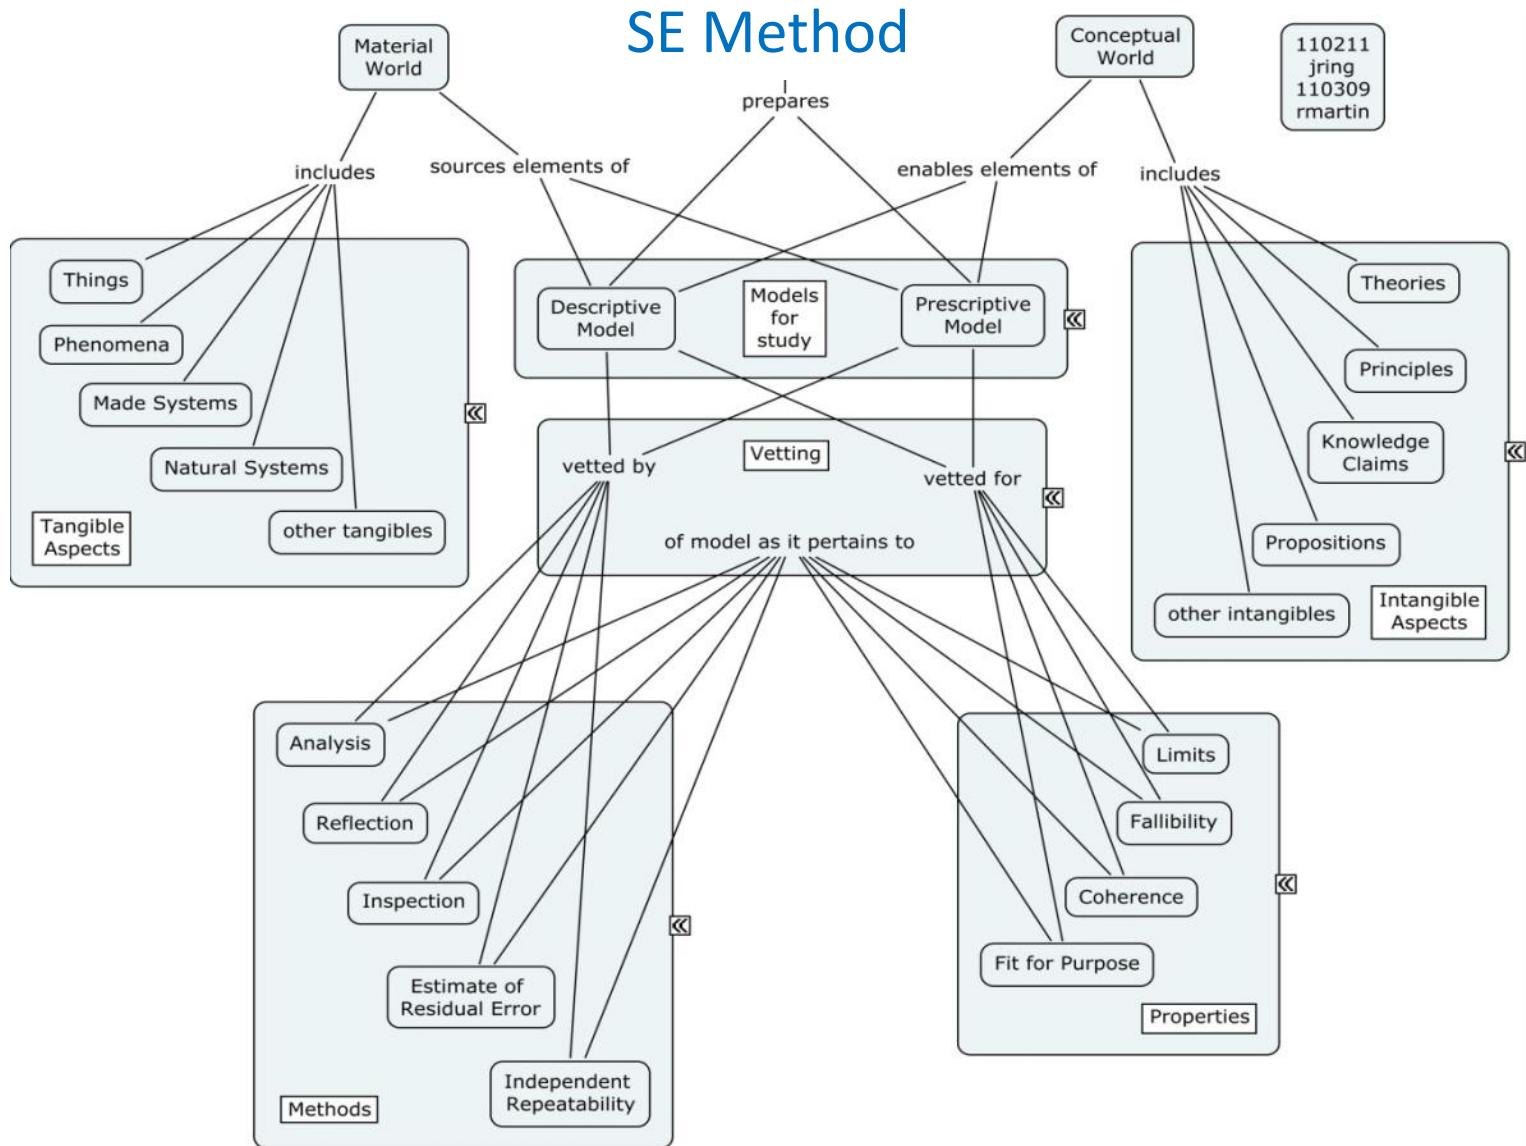 SE Method
Material
World
Conceptual
World
110211
jring
110309
rmartin
prepares
includes
sources elements of
enables elements of
includes
Things
Phenomena
Made Systems
Natural Systems
other tangibles
Tangible
Aspects
Descriptive
Model
Models
for
study
Prescriptive
Model
Theories
Principles
Knowledge
Claims
Propositions
other intangibles
Intangible
Aspects
vetted by
Vetting
vetted for
of model as it pertains to
Analysis
Reflection
Inspection
Estimate of
Residual Error
Independent
Repeatability
Methods
Limits
Fallibility
Coherence
Fit for Purpose
Properties